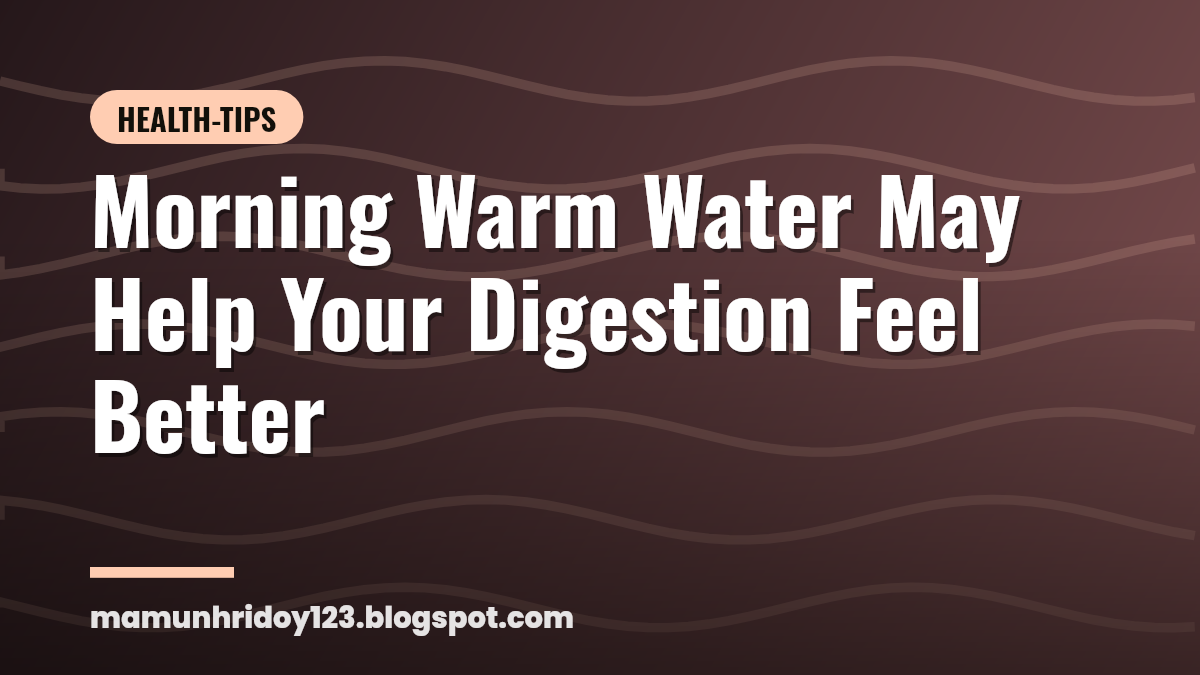 HEALTH-TIPS
Morning Warm Water May
Help Your Digestion Feel
Better
mamunhridoy123.blogspot.com